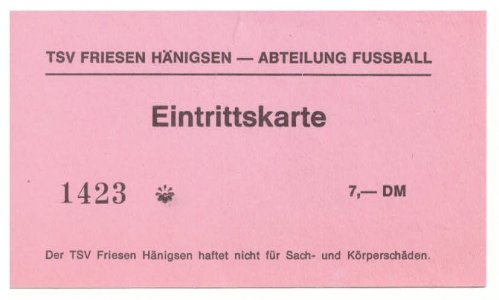 TSV FRIESEN HÄNIGSEN — ABTEILUNG FUSSBALL
Eintrittskarte
1423 7,— DM
Der TSV Friesen Hänigsen haftet nicht für Sach- und Körperschäden.